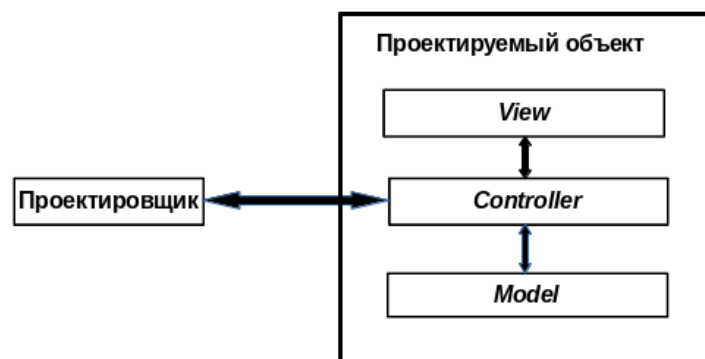 Проектируемый объект
View
Проектировщик
Controller
Model